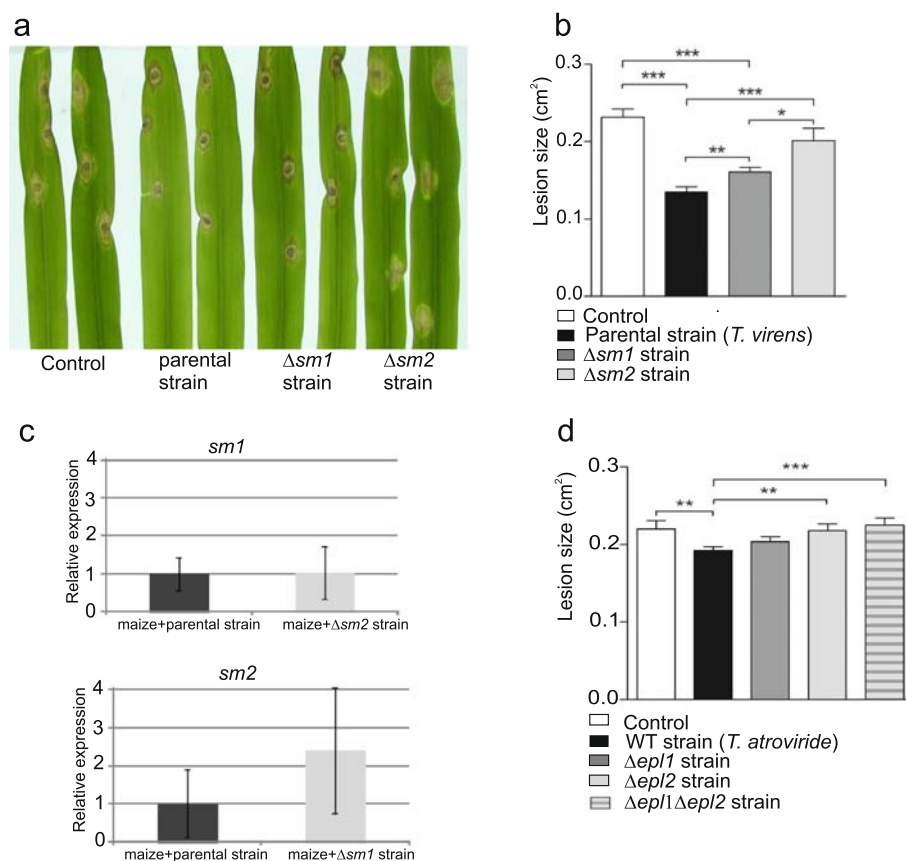 a
Control
parental
strain
Δsm1
strain
Δsm2
strain
b
Lesion size (cm²)
0.3
0.2
0.1
0.0
***
***
***
*
**
Control
Parental strain (T. virens)
Δsm1 strain
Δsm2 strain
c
sm1
Relative expression
4
3
2
1
0
maize+parental strain
maize+Δsm2 strain
sm2
Relative expression
4
3
2
1
0
maize+parental strain
maize+Δsm1 strain
d
Lesion size (cm²)
0.3
0.2
0.1
0.0
***
**
**
Control
WT strain (T. atroviride)
Δepl1 strain
Δepl2 strain
Δepl1Δepl2 strain